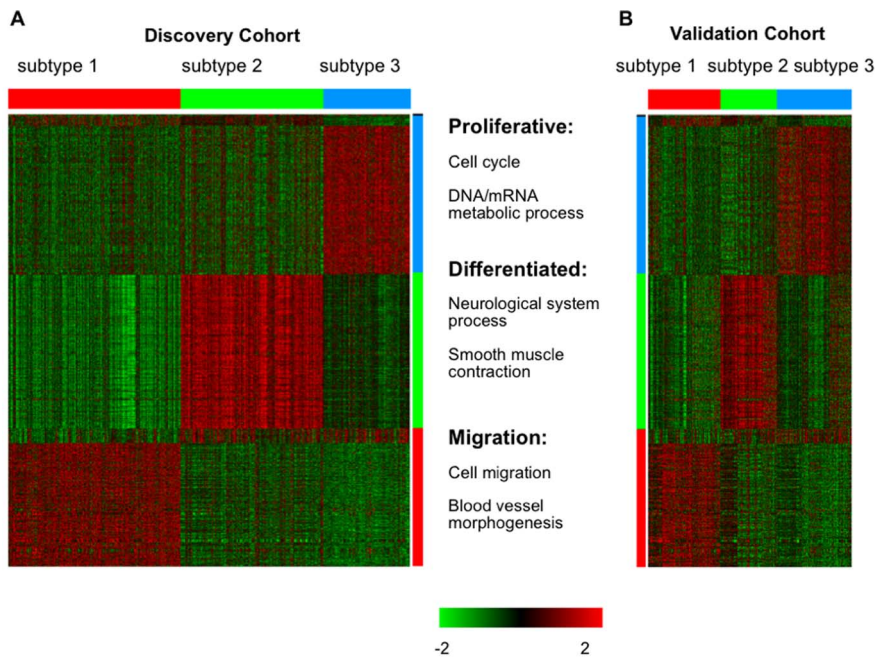 A
Discovery Cohort
subtype 1 subtype 2 subtype 3
B
Validation Cohort
subtype 1 subtype 2 subtype 3
Proliferative:
Cell cycle
DNA/mRNA
metabolic process
Differentiated:
Neurological system
process
Smooth muscle
contraction
Migration:
Cell migration
Blood vessel
morphogenesis
-2 2